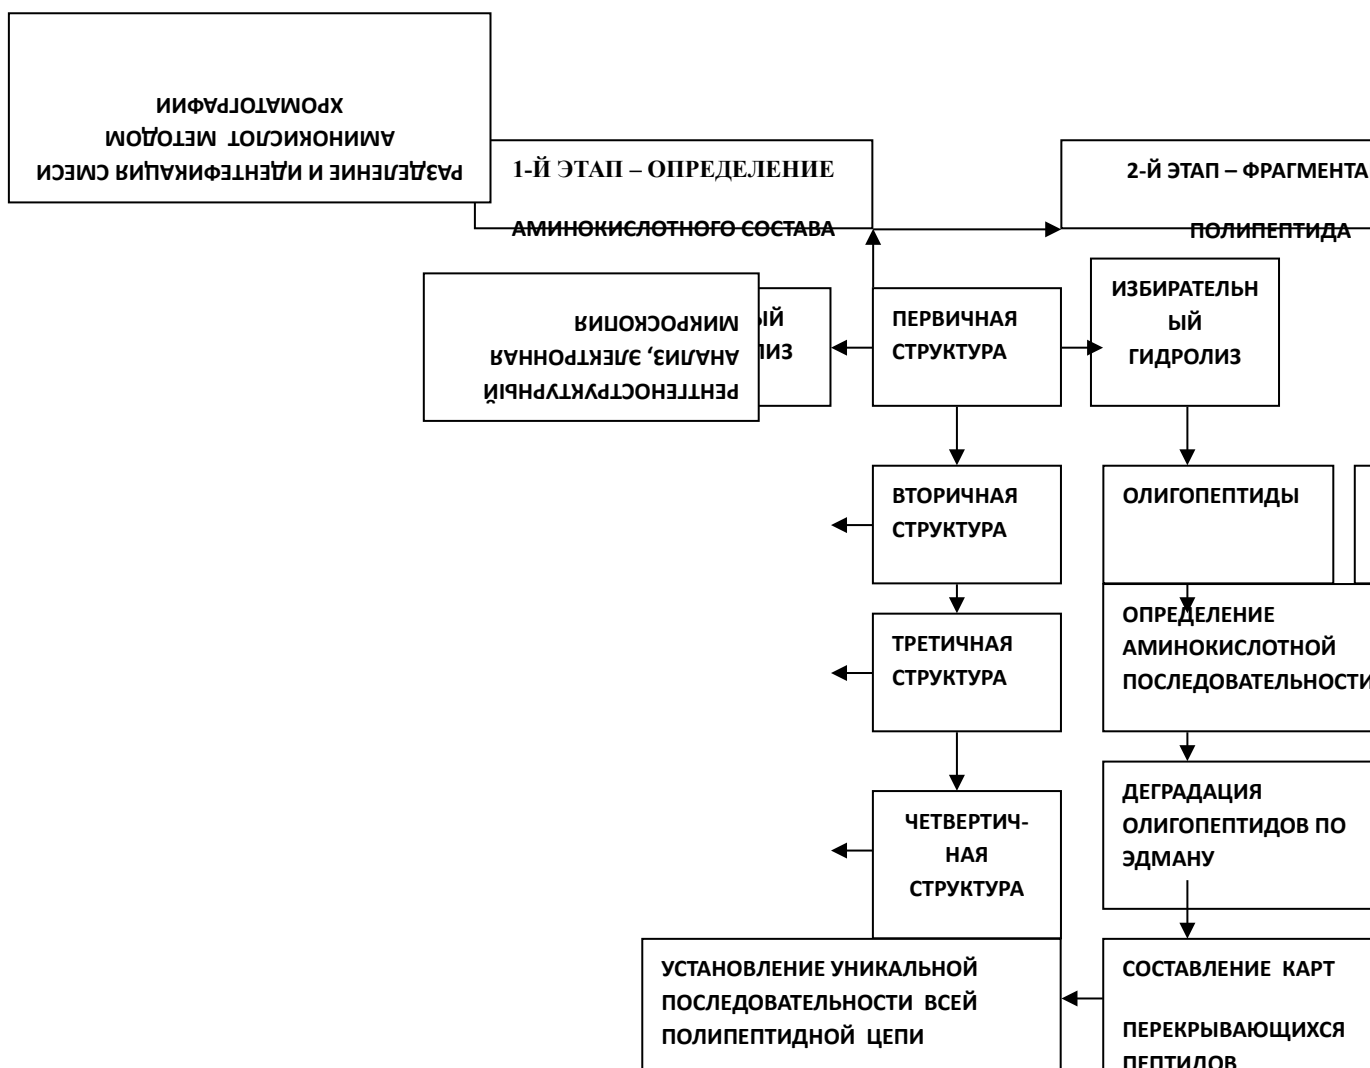 РАЗДЕЛЕНИЕ И ИДЕНТЕФИКАЦИЯ СМЕСИ
АМИНОКИСЛОТ МЕТОДОМ
ХРОМАТОГРАФИИ
1-Й ЭТАП – ОПРЕДЕЛЕНИЕ
АМИНОКИСЛОТНОГО СОСТАВА
2-Й ЭТАП – ФРАГМЕНТА
ПОЛИПЕПТИДА
РЕНТГЕНОСТРУКТУРНЫЙ
АНАЛИЗ, ЭЛЕКТРОННАЯ
МИКРОСКОПИЯ
ПЕРВИЧНАЯ
СТРУКТУРА
ИЗБИРАТЕЛЬН
ЫЙ
ГИДРОЛИЗ
ВТОРИЧНАЯ
СТРУКТУРА
ОЛИГОПЕПТИДЫ
ТРЕТИЧНАЯ
СТРУКТУРА
ОПРЕДЕЛЕНИЕ
АМИНОКИСЛОТНОЙ
ПОСЛЕДОВАТЕЛЬНОСТИ
ЧЕТВЕРТИЧ-
НАЯ
СТРУКТУРА
ДЕГРАДАЦИЯ
ОЛИГОПЕПТИДОВ ПО
ЭДМАНУ
УСТАНОВЛЕНИЕ УНИКАЛЬНОЙ
ПОСЛЕДОВАТЕЛЬНОСТИ ВСЕЙ
ПОЛИПЕПТИДНОЙ ЦЕПИ
СОСТАВЛЕНИЕ КАРТ
ПЕРЕКРЫВАЮЩИХСЯ
ПЕПТИДОВ